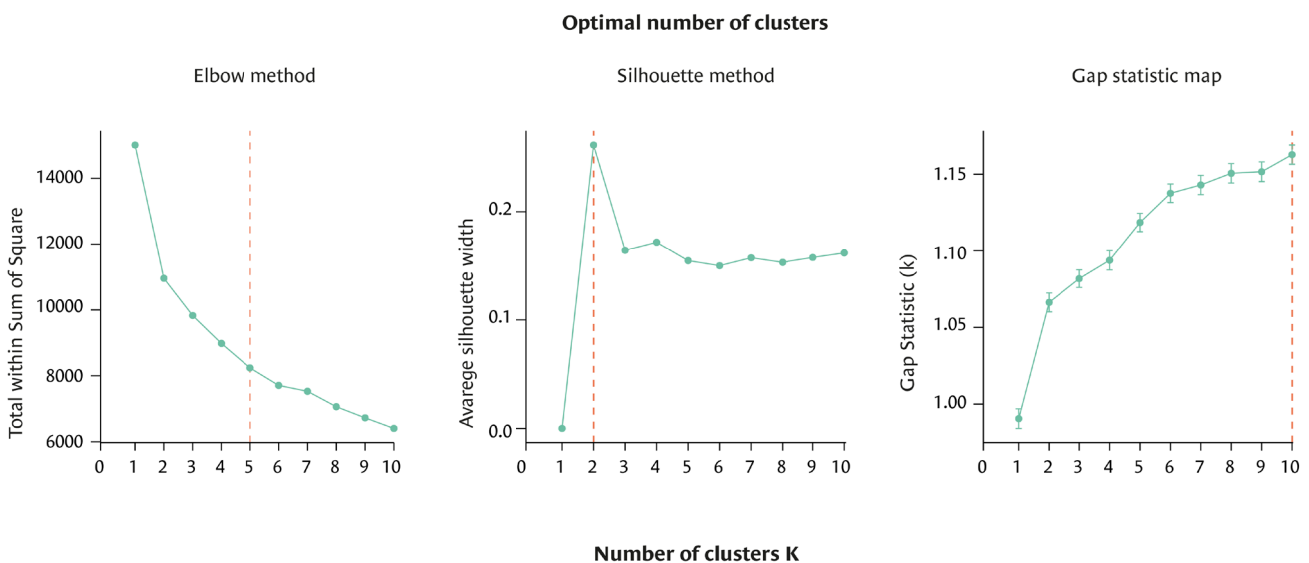 Optimal number of clusters
Elbow method
Total within Sum of Square
14000
12000
10000
8000
6000
0 1 2 3 4 5 6 7 8 9 10
Silhouette method
Avarege silhouette width
0.2
0.1
0.0
0 1 2 3 4 5 6 7 8 9 10
Gap statistic map
Gap Statistic (k)
1.15
1.10
1.05
1.00
0 1 2 3 4 5 6 7 8 9 10
Number of clusters K